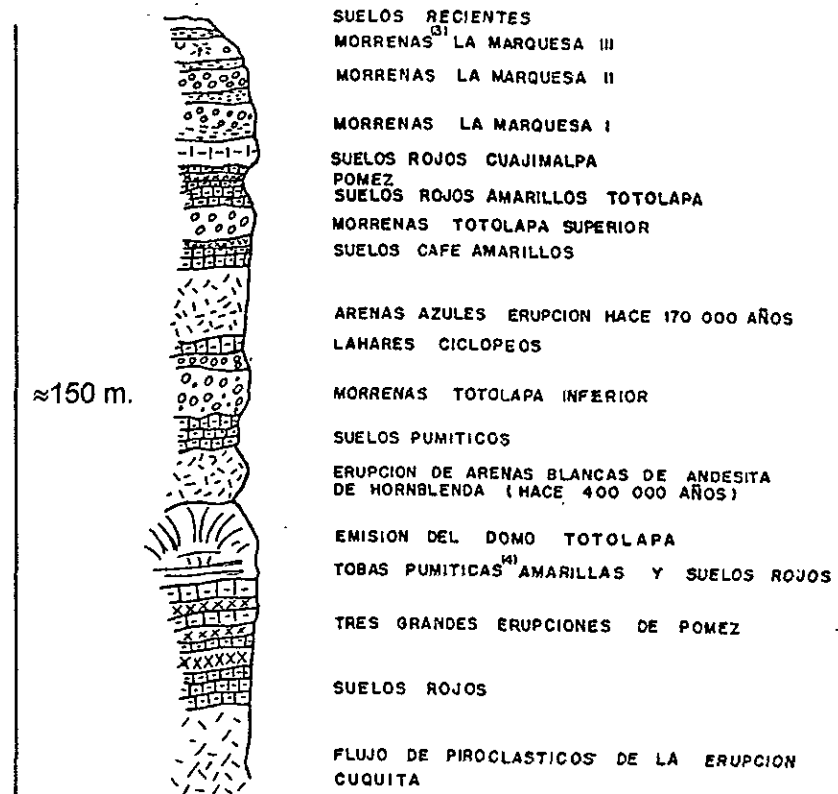 SUELOS RECIENTES
MORRENAS(3) LA MARQUESA III
MORRENAS LA MARQUESA II
MORRENAS LA MARQUESA I
SUELOS ROJOS CUAJIMALPA
POMEZ
SUELOS ROJOS AMARILLOS TOTOLAPA
MORRENAS TOTOLAPA SUPERIOR
SUELOS CAFE AMARILLOS
ARENAS AZULES ERUPCION HACE 170 000 AÑOS
LAHARES CICLOPEOS
≈150 m.
MORRENAS TOTOLAPA INFERIOR
SUELOS PUMITICOS
ERUPCION DE ARENAS BLANCAS DE ANDESITA
DE HORNBLENDA (HACE 400 000 AÑOS)
EMISION DEL DOMO TOTOLAPA
TOBAS PUMITICAS(4) AMARILLAS Y SUELOS ROJOS
TRES GRANDES ERUPCIONES DE POMEZ
SUELOS ROJOS
FLUJO DE PIROCLASTICOS DE LA ERUPCION
CUQUITA